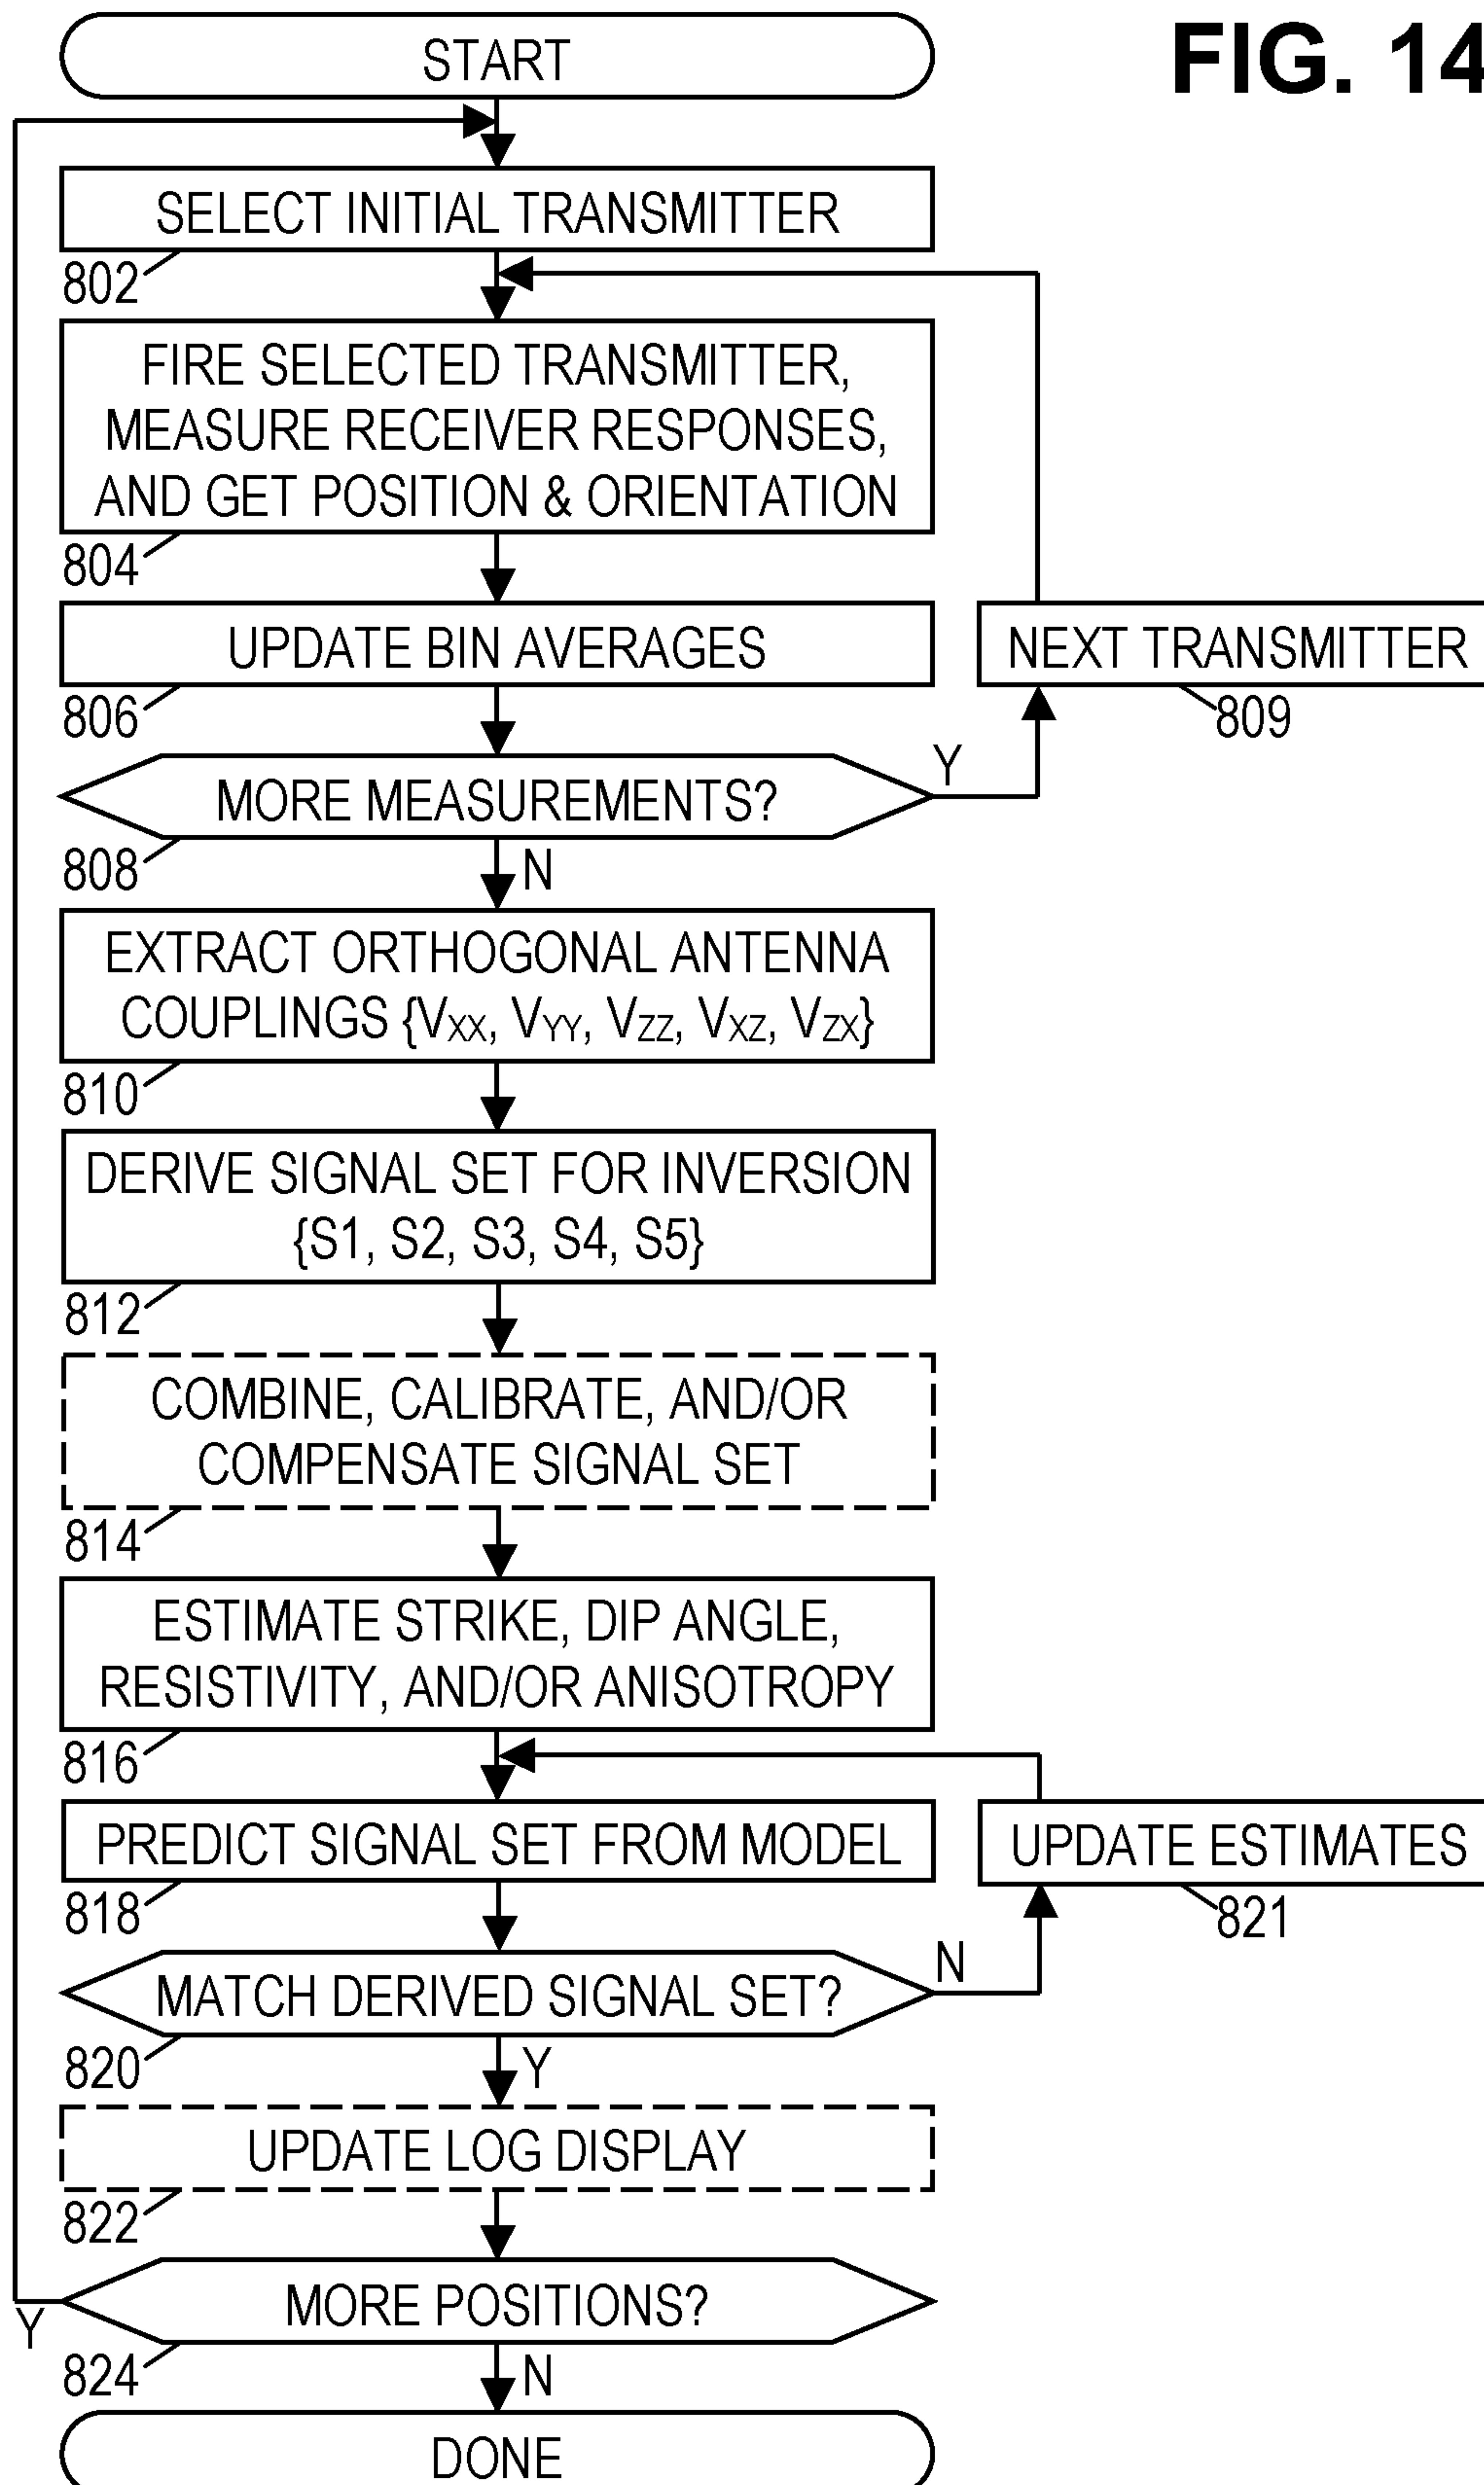 FIG. 14
START
SELECT INITIAL TRANSMITTER
802
FIRE SELECTED TRANSMITTER,
MEASURE RECEIVER RESPONSES,
AND GET POSITION & ORIENTATION
804
UPDATE BIN AVERAGES
806
NEXT TRANSMITTER
809
MORE MEASUREMENTS?
Y
808
N
EXTRACT ORTHOGONAL ANTENNA
COUPLINGS {VXX, VYY, VZZ, VXZ, VZX}
810
DERIVE SIGNAL SET FOR INVERSION
{S1, S2, S3, S4, S5}
812
COMBINE, CALIBRATE, AND/OR
COMPENSATE SIGNAL SET
814
ESTIMATE STRIKE, DIP ANGLE,
RESISTIVITY, AND/OR ANISOTROPY
816
PREDICT SIGNAL SET FROM MODEL
818
UPDATE ESTIMATES
821
MATCH DERIVED SIGNAL SET?
N
820
Y
UPDATE LOG DISPLAY
822
MORE POSITIONS?
Y
824
N
DONE